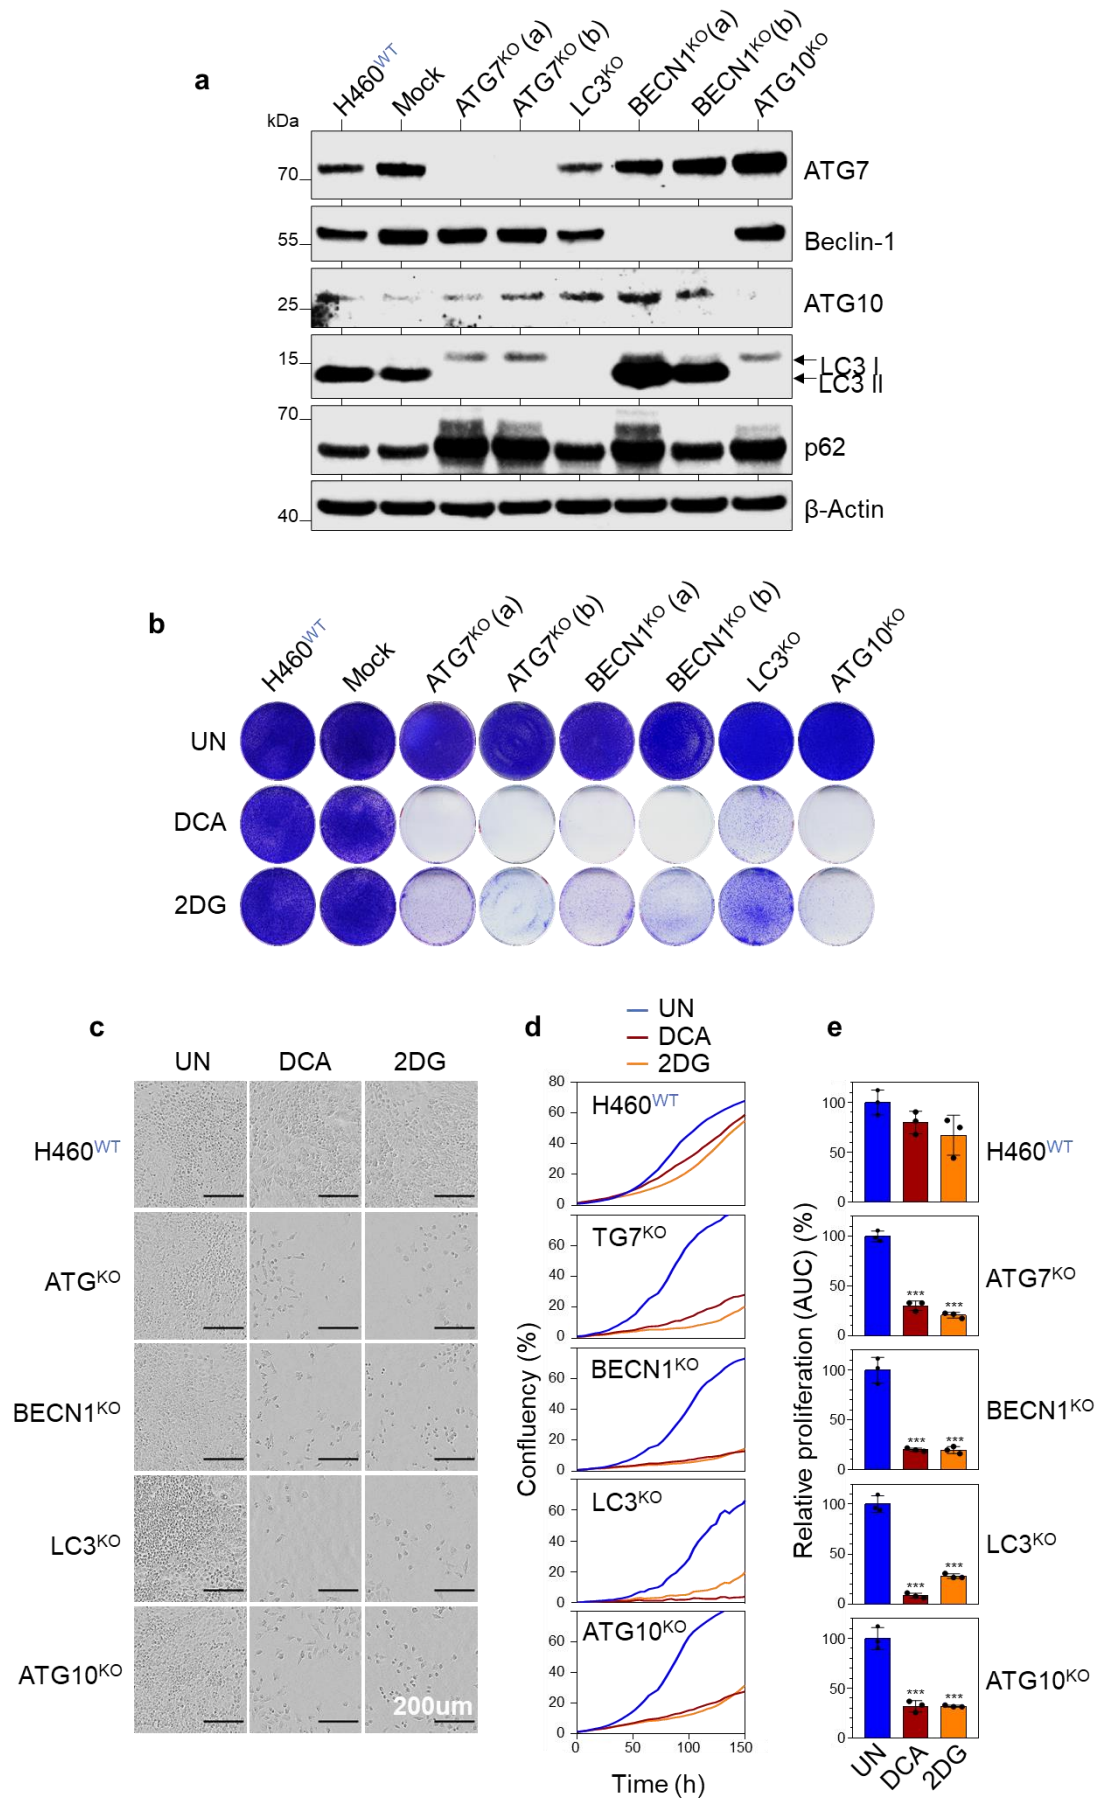 a
H460WT
Mock
ATG7KO (a)
ATG7KO (b)
LC3KO
BECN1KO (a)
BECN1KO (b)
ATG10KO
kDa
70
ATG7
55
Beclin-1
25
ATG10
15
LC3 I
LC3 II
70
p62
40
β-Actin
b
H460WT
Mock
ATG7KO (a)
ATG7KO (b)
BECN1KO (a)
BECN1KO (b)
LC3KO
ATG10KO
UN
DCA
2DG
c
UN
DCA
2DG
H460WT
ATGKO
BECN1KO
LC3KO
ATG10KO
200um
d
UN
DCA
2DG
Confluency (%)
80
60
40
20
0
H460WT
60
40
20
0
TG7KO
60
40
20
0
BECN1KO
60
40
20
0
LC3KO
60
40
20
0
ATG10KO
0
50
100
150
Time (h)
e
Relative proliferation (AUC) (%)
100
50
0
H460WT
100
50
0
***
***
ATG7KO
100
50
0
***
***
BECN1KO
100
50
0
***
***
LC3KO
100
50
0
***
***
ATG10KO
UN
DCA
2DG